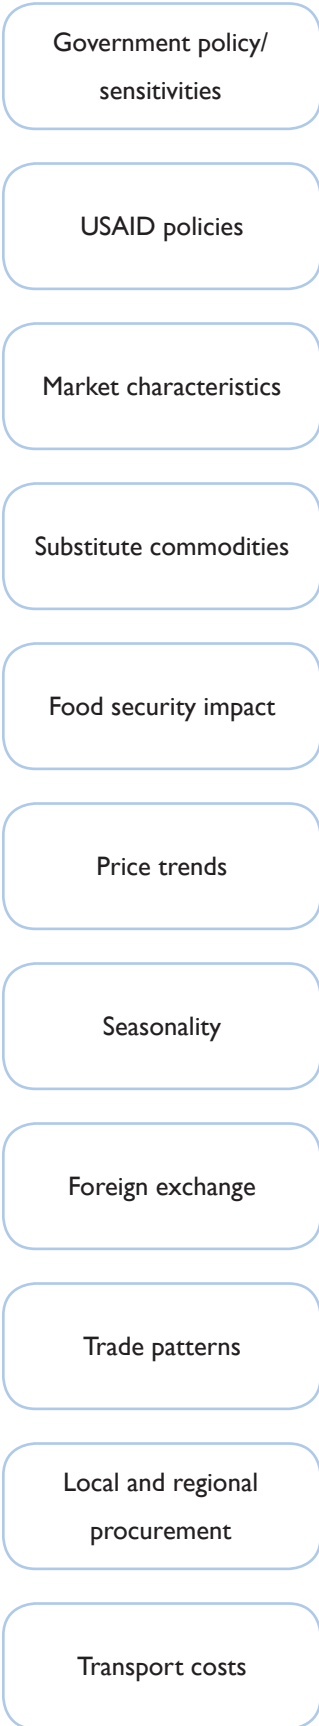 Government policy/
sensitivities
USAID policies
Market characteristics
Substitute commodities
Food security impact
Price trends
Seasonality
Foreign exchange
Trade patterns
Local and regional
procurement
Transport costs